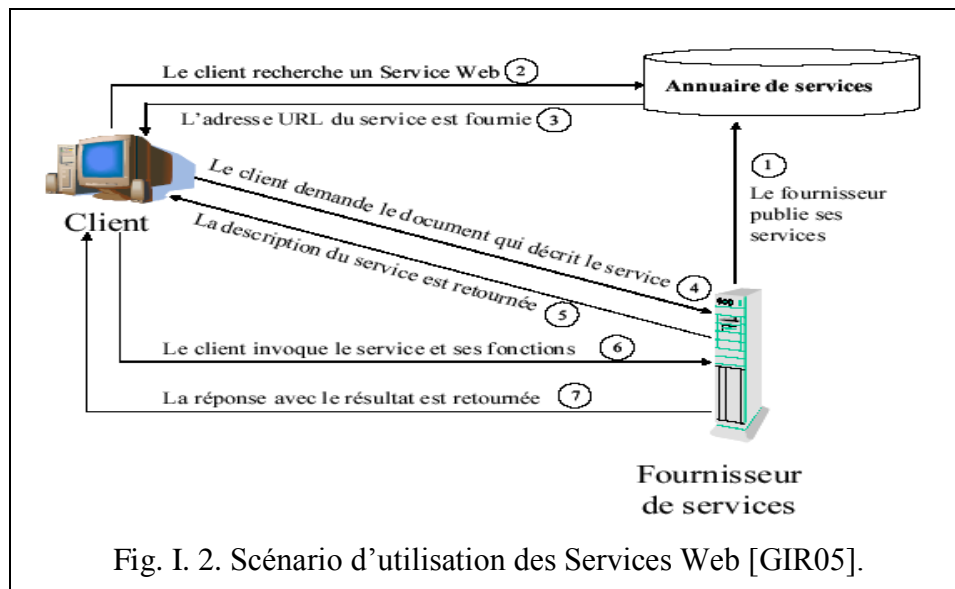 Le client recherche un Service Web 2
Annuaire de services
L'adresse URL du service est fournie 3
1
Le fournisseur
publie ses
services
Client
Le client demande le document qui décrit le service 4
La description du service est retournée 5
Le client invoque le service et ses fonctions 6
La réponse avec le résultat est retournée 7
Fournisseur
de services
Fig. I. 2. Scénario d’utilisation des Services Web [GIR05].